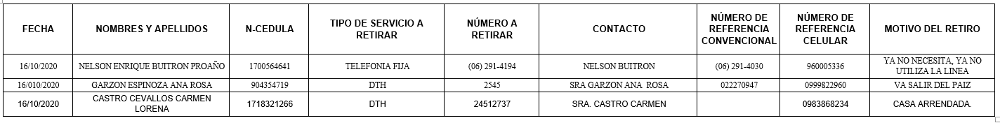 FECHA NOMBRES Y APELLIDOS N-CEDULA TIPO DE SERVICIO A RETIRAR NÚMERO A RETIRAR CONTACTO NÚMERO DE REFERENCIA CONVENCIONAL NÚMERO DE REFERENCIA CELULAR MOTIVO DEL RETIRO
16/10/2020 NELSON ENRIQUE BUITRON PROAÑO 1700564641 TELEFONIA FIJA (06) 291-4194 NELSON BUITRON (06) 291-4030 960005336 YA NO NECESITA, YA NO UTILIZA LA LINEA
16/010/2020 GARZON ESPINOZA ANA ROSA 904354719 DTH 2545 SRA GARZON ANA ROSA 022270947 0999822960 VA SALIR DEL PAIZ
16/10/2020 CASTRO CEVALLOS CARMEN LORENA 1718321266 DTH 24512737 SRA. CASTRO CARMEN 0983868234 CASA ARRENDADA.